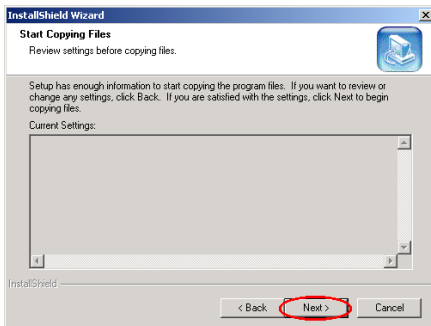 InstallShield Wizard
Start Copying Files
Review settings before copying files.
Setup has enough information to start copying the program files. If you want to review or
change any settings, click Back. If you are satisfied with the settings, click Next to begin
copying files.
Current Settings:
InstallShield
< Back Next > Cancel